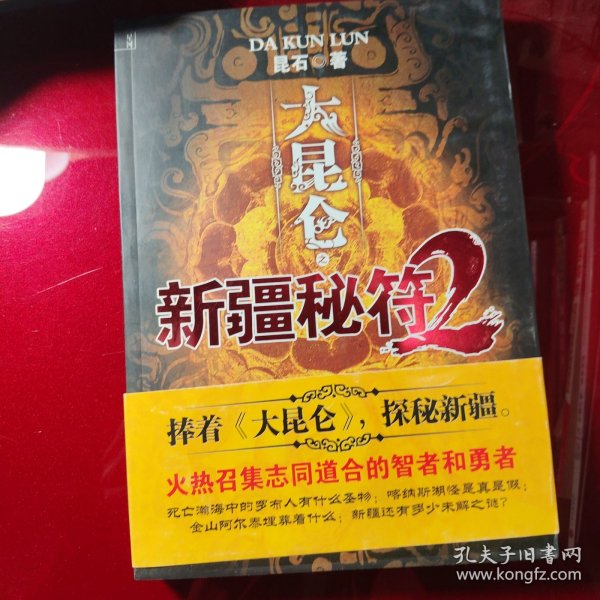 DA KUN LUN
昆石◎著
大昆仑之
新疆秘符2
捧着《大昆仑》，探秘新疆。
火热召集志同道合的智者和勇者
死亡瀚海中的罗布人有什么圣物；喀纳斯湖怪是真是假；
金山阿尔泰埋葬着什么；新疆还有多少未解之谜？
孔夫子旧书网
www.kongfz.com